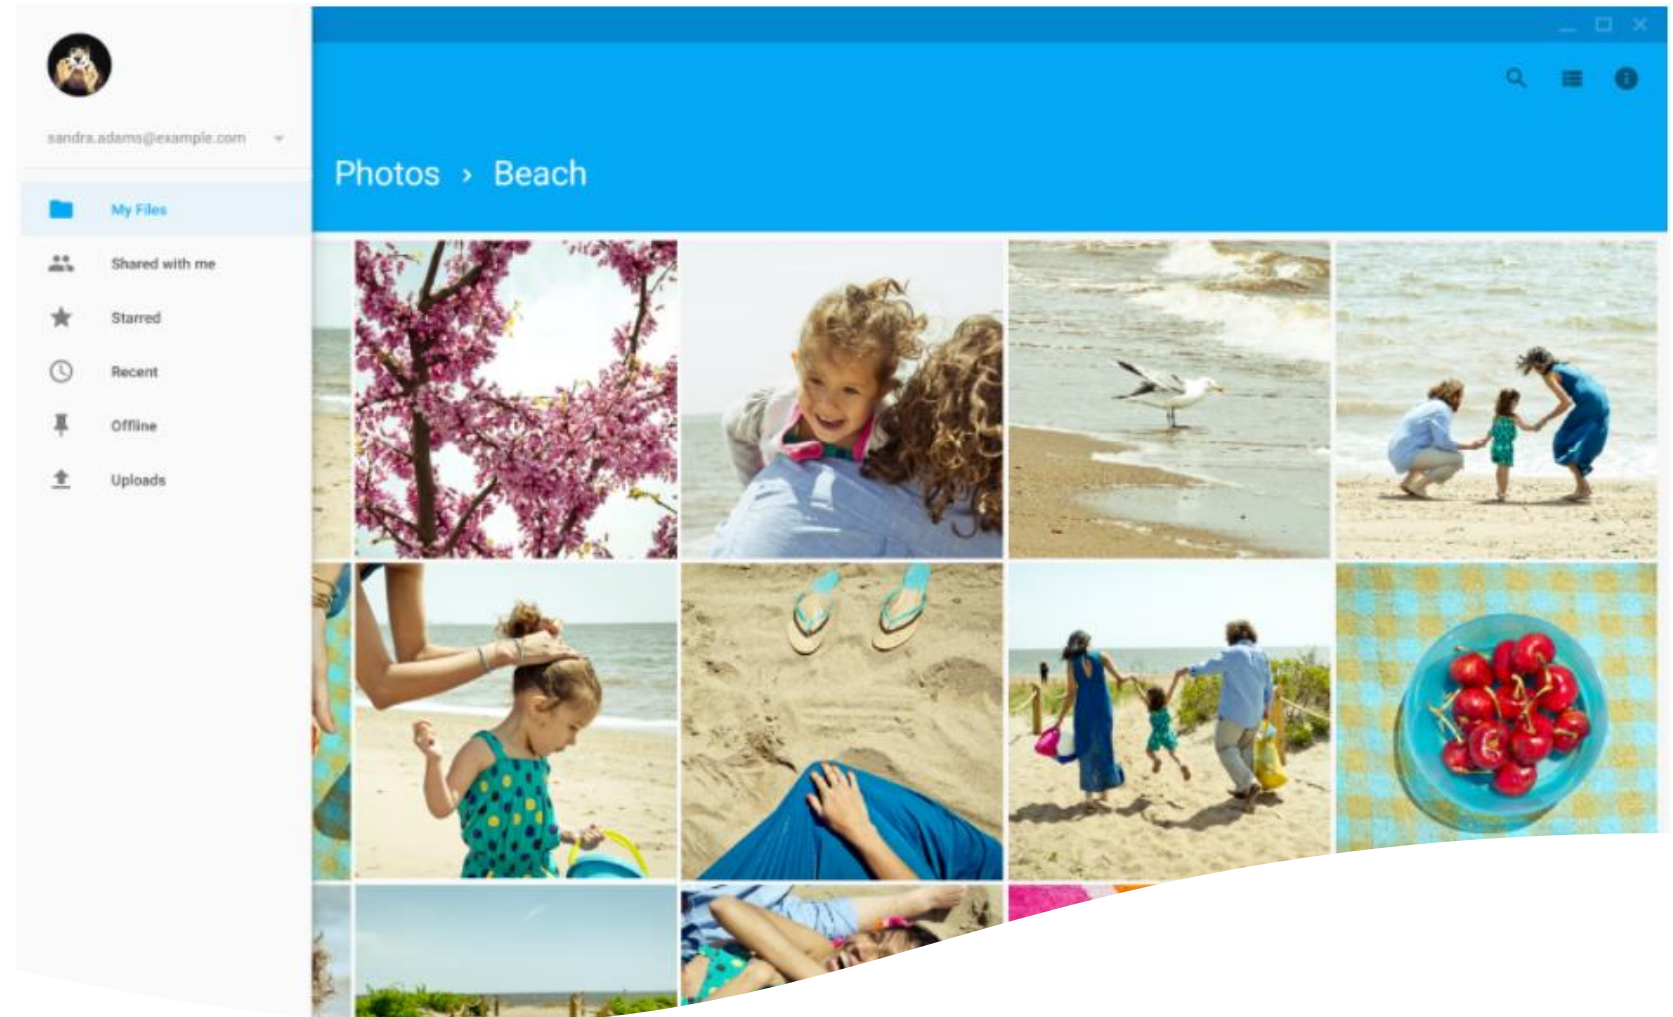 sandra.adams@example.com
My Files
Shared with me
Starred
Recent
Offline
Uploads
Photos › Beach